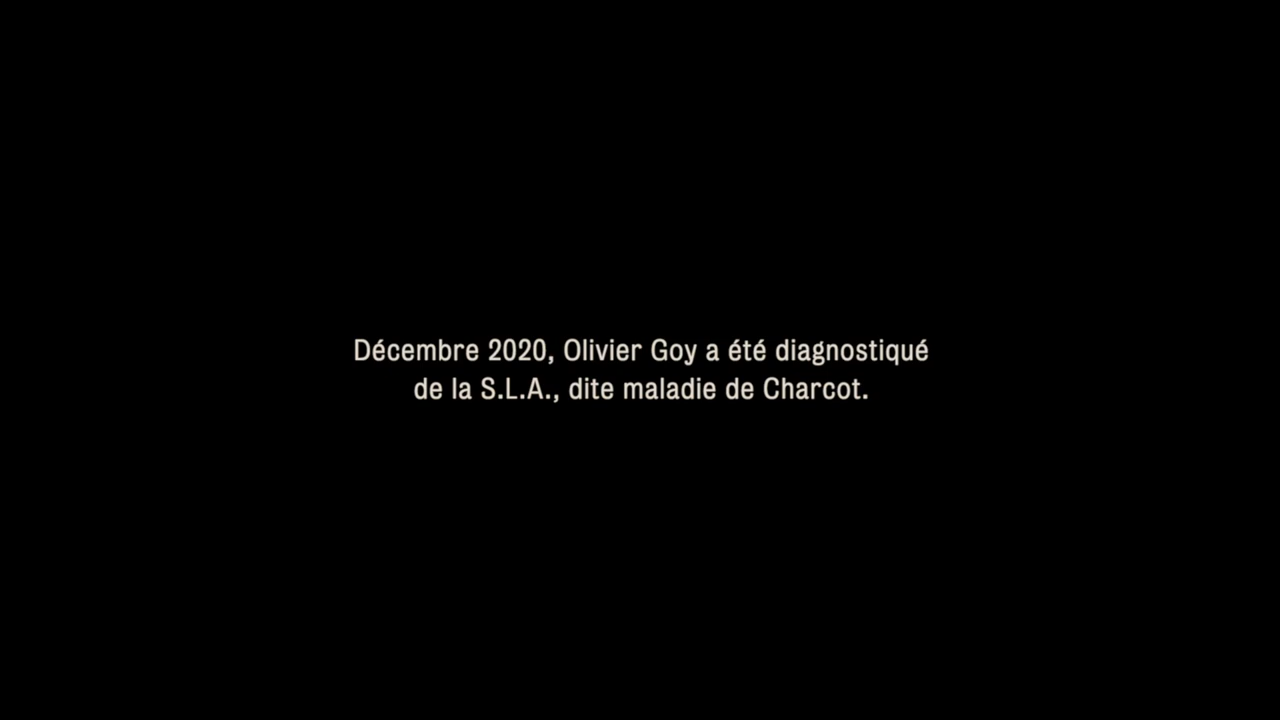 Décembre 2020, Olivier Goy a été diagnostiqué
de la S.L.A., dite maladie de Charcot.